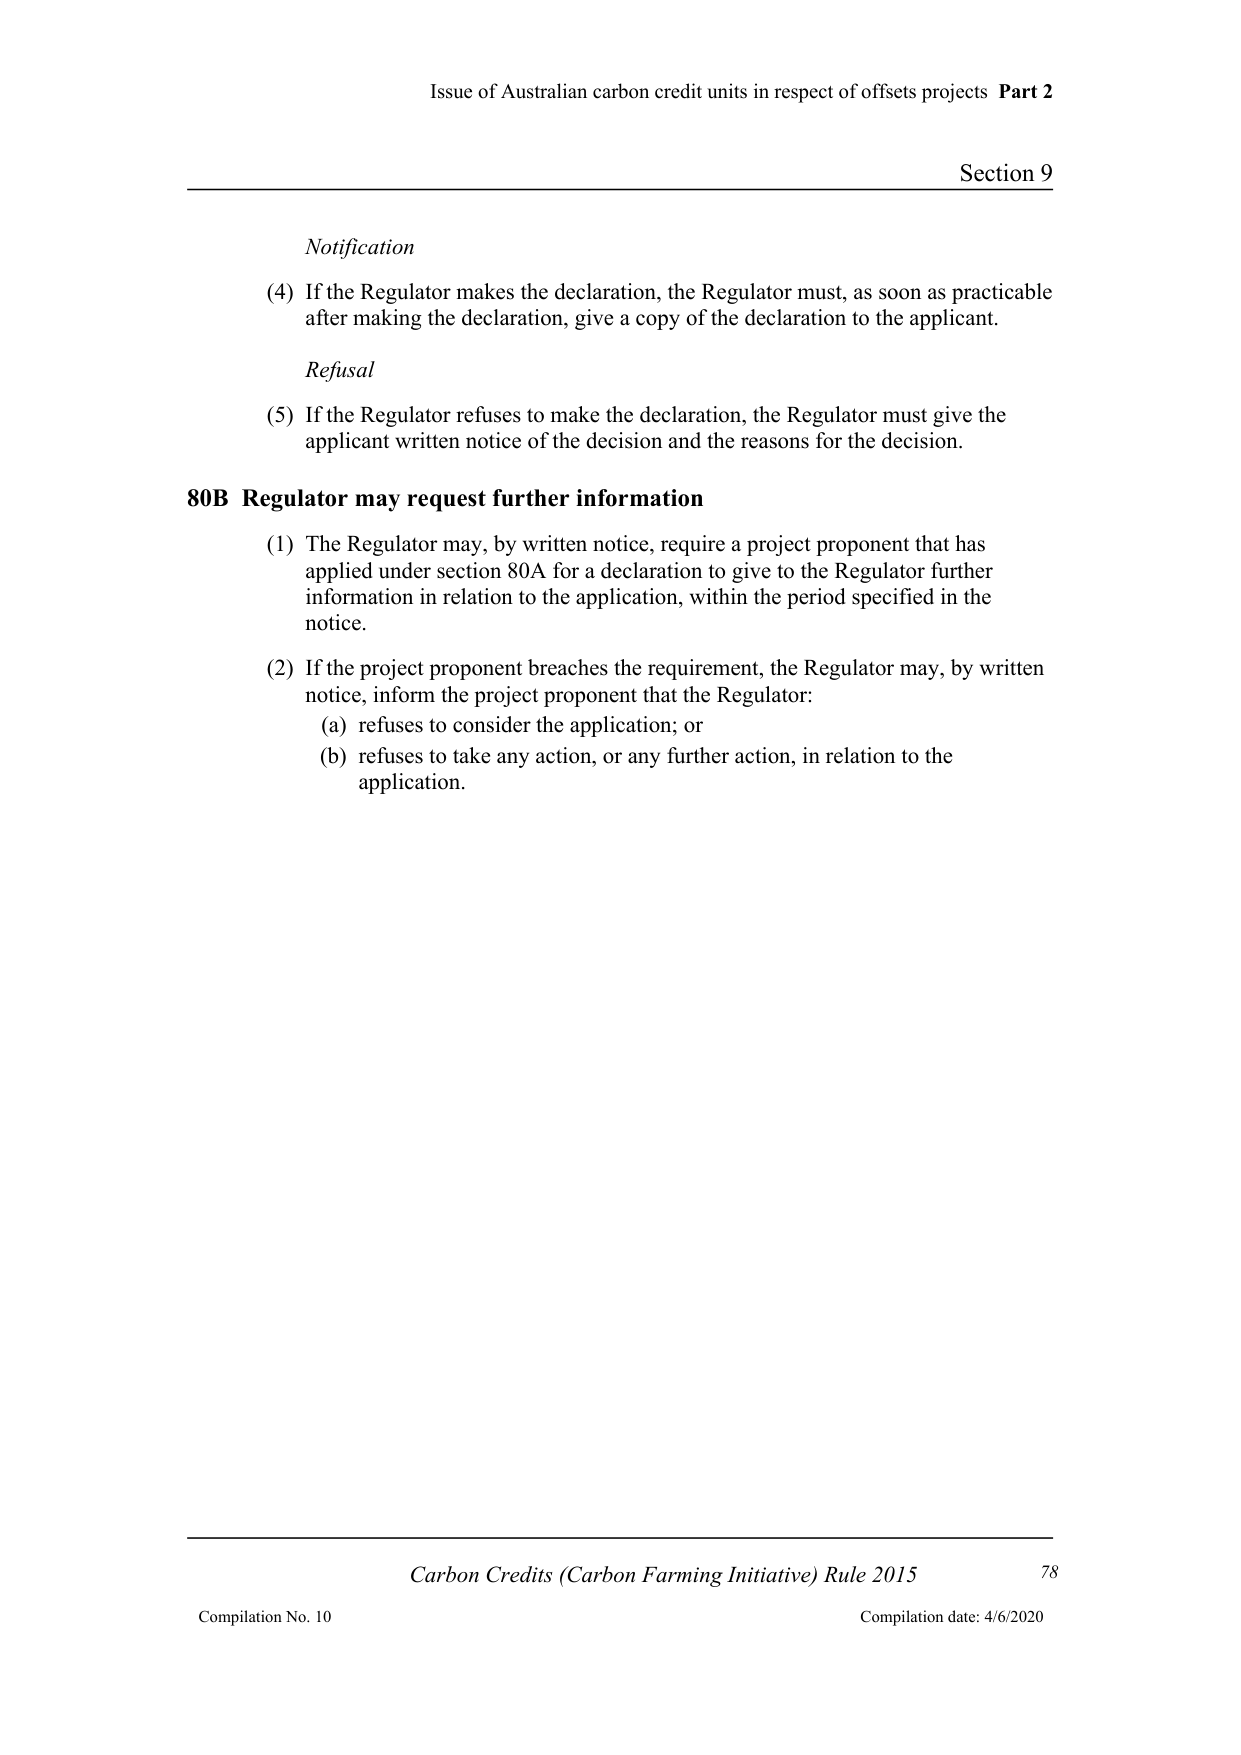 Issue of Australian carbon credit units in respect of offsets projects Part 2
Section 9
Notification
(4) If the Regulator makes the declaration, the Regulator must, as soon as practicable
after making the declaration, give a copy of the declaration to the applicant.
Refusal
(5) If the Regulator refuses to make the declaration, the Regulator must give the
applicant written notice of the decision and the reasons for the decision.
80B Regulator may request further information
(1) The Regulator may, by written notice, require a project proponent that has
applied under section 80A for a declaration to give to the Regulator further
information in relation to the application, within the period specified in the
notice.
(2) If the project proponent breaches the requirement, the Regulator may, by written
notice, inform the project proponent that the Regulator:
(a) refuses to consider the application; or
(b) refuses to take any action, or any further action, in relation to the
application.
Carbon Credits (Carbon Farming Initiative) Rule 2015 78
Compilation No. 10 Compilation date: 4/6/2020